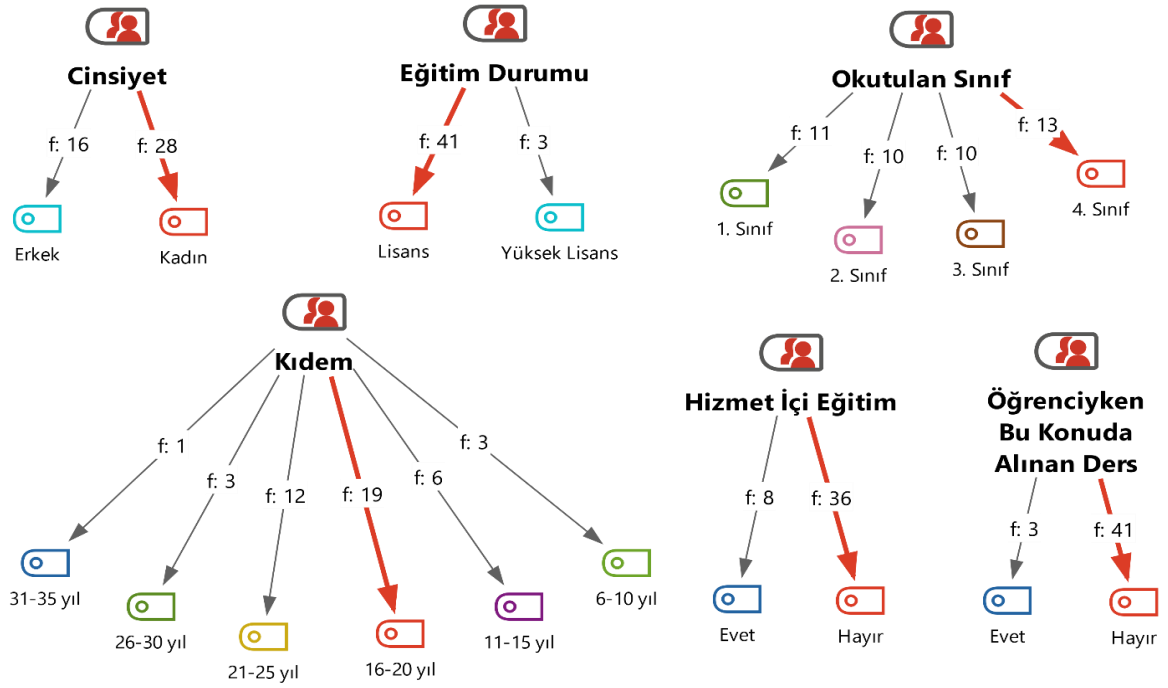 Cinsiyet
f: 16
f: 28
Erkek
Kadın
Eğitim Durumu
f: 41
f: 3
Lisans
Yüksek Lisans
Okutulan Sınıf
f: 11
f: 10
f: 10
f: 13
1. Sınıf
2. Sınıf
3. Sınıf
4. Sınıf
Kıdem
f: 1
f: 3
f: 12
f: 19
f: 6
f: 3
31-35 yıl
26-30 yıl
21-25 yıl
16-20 yıl
11-15 yıl
6-10 yıl
Hizmet İçi Eğitim
f: 8
f: 36
Evet
Hayır
Öğrenciyken
Bu Konuda
Alınan Ders
f: 3
f: 41
Evet
Hayır